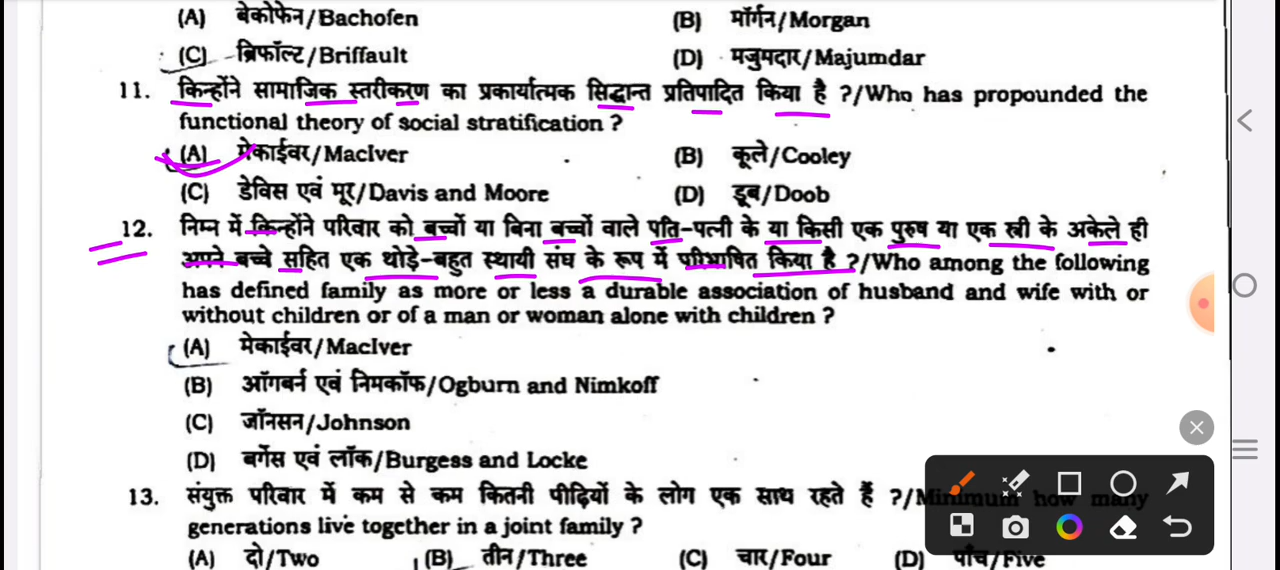 (A) बेकोफेन/Bachofen (B) मॉर्गन/Morgan
(C) ब्रिफॉल्ट/Briffault (D) मजुमदार/Majumdar
11. किन्होंने सामाजिक स्तरीकरण का प्रकार्यात्मक सिद्धान्त प्रतिपादित किया है ?/Who has propounded the
functional theory of social stratification ?
(A) मेकाईवर/MacIver (B) कूले/Cooley
(C) डेविस एवं मूर/Davis and Moore (D) डूब/Doob
12. निम्न में किन्होंने परिवार को बच्चों या बिना बच्चों वाले पति-पत्नी के या किसी एक पुरुष या एक स्त्री के अकेले ही
अपने बच्चे सहित एक थोड़े-बहुत स्थायी संघ के रूप में परिभाषित किया है ?/Who among the following
has defined family as more or less a durable association of husband and wife with or
without children or of a man or woman alone with children ?
(A) मेकाईवर/MacIver
(B) ऑगबर्न एवं निमकॉफ/Ogburn and Nimkoff
(C) जॉनसन/Johnson
(D) बर्गेस एवं लॉक/Burgess and Locke
13. संयुक्त परिवार में कम से कम कितनी पीढ़ियों के लोग एक साथ रहते हैं ?/Minimum how many
generations live together in a joint family ?
(A) दो/Two (B) तीन/Three (C) चार/Four (D) पाँच/Five